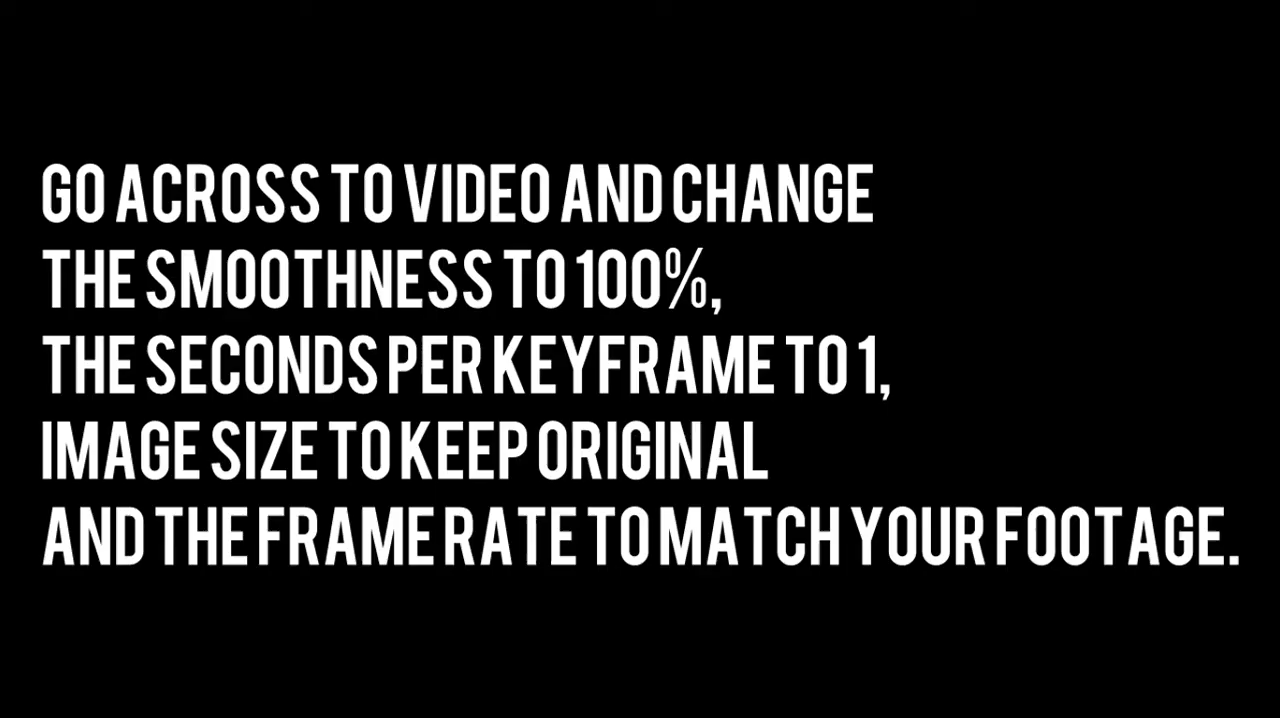 GO ACROSS TO VIDEO AND CHANGE
THE SMOOTHNESS TO 100%,
THE SECONDS PER KEYFRAME TO 1,
IMAGE SIZE TO KEEP ORIGINAL
AND THE FRAME RATE TO MATCH YOUR FOOTAGE.